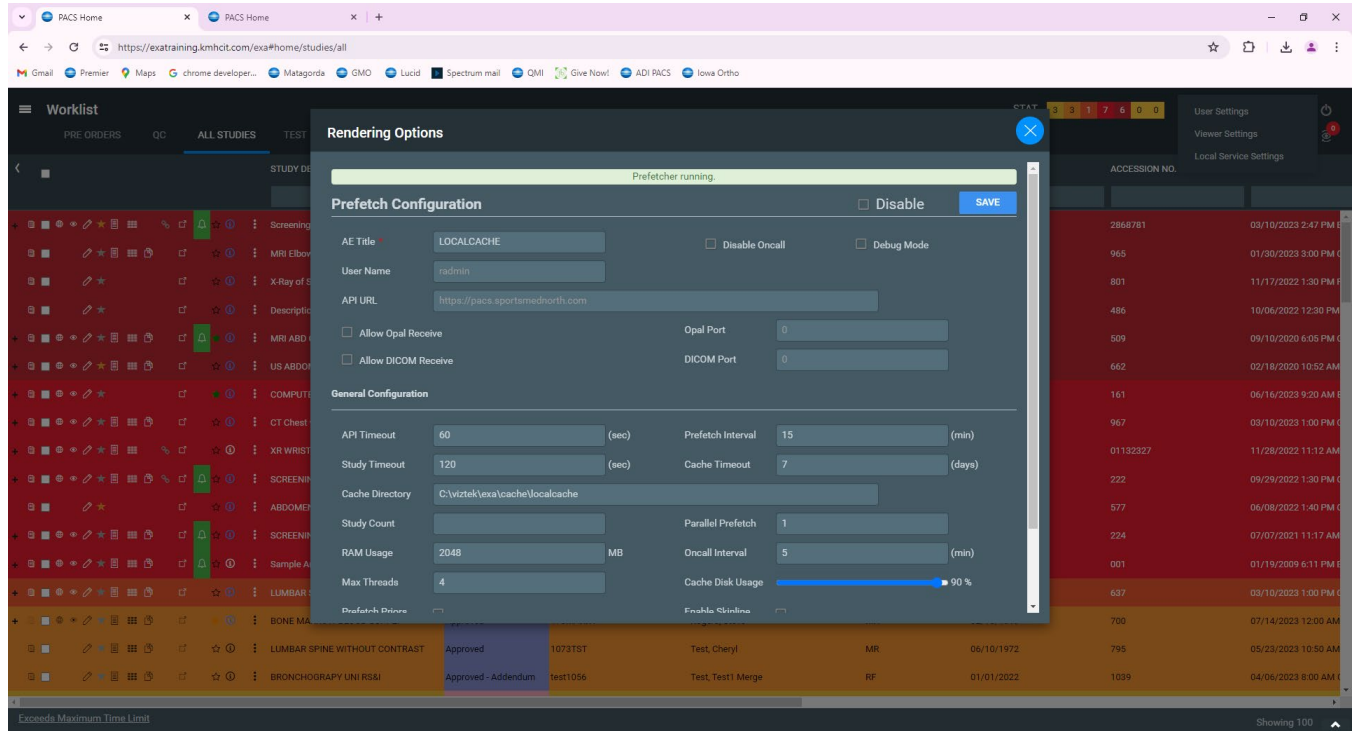 PACS Home
PACS Home
https://exatraining.kmhcit.com/exa#home/studies/all
Gmail Premier Maps chrome developer... Matagorda GMO Lucid Spectrum mail QMI Give Now! ADI PACS Iowa Ortho
Worklist
STAT 3 3 1 7 6 0 0
User Settings
PRE ORDERS QC ALL STUDIES TEST
Viewer Settings
Local Service Settings
STUDY DE
ACCESSION NO.
Rendering Options
Prefetcher running.
Prefetch Configuration Disable SAVE
AE Title * LOCALCACHE Disable Oncall Debug Mode
User Name radmin
API URL https://pacs.sportsmednorth.com
Allow Opal Receive Opal Port 0
Allow DICOM Receive DICOM Port 0
General Configuration
API Timeout 60 (sec) Prefetch Interval 15 (min)
Study Timeout 120 (sec) Cache Timeout 7 (days)
Cache Directory C:\viztek\exa\cache\localcache
Study Count Parallel Prefetch 1
RAM Usage 2048 MB Oncall Interval 5 (min)
Max Threads 4 Cache Disk Usage 90 %
Prefetch Priors Enable Skipline
Screening 2868781 03/10/2023 2:47 PM E
MRI Elbow 965 01/30/2023 3:00 PM
X-Ray of S 801 11/17/2022 1:30 PM
Descriptio 486 10/06/2022 12:30 PM
MRI ABD 509 09/10/2020 6:05 PM
US ABDO 662 02/18/2020 10:52 AM
COMPUTE 161 06/16/2023 9:20 AM E
CT Chest 967 03/10/2023 1:00 PM
XR WRIST 01132327 11/28/2022 11:12 AM
SCREENIN 222 09/29/2022 1:30 PM
ABDOMEN 577 06/08/2022 1:40 PM
SCREENIN 224 07/07/2021 11:17 AM
Sample A 001 01/19/2009 6:11 PM E
LUMBAR 637 03/10/2023 1:00 PM
BONE MA 700 07/14/2023 12:00 AM
LUMBAR SPINE WITHOUT CONTRAST Approved 1073TST Test, Cheryl MR 06/10/1972 795 05/23/2023 10:50 AM
BRONCHOGRAPY UNI RS&I Approved - Addendum test1056 Test, Test1 Merge RF 01/01/2022 1039 04/06/2023 8:00 AM
Exceeds Maximum Time Limit
Showing 100